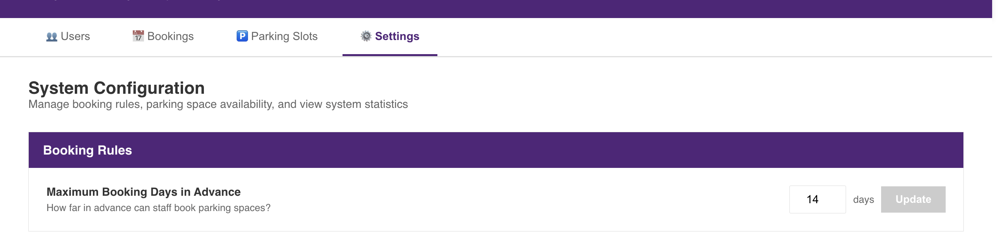 Users
Bookings
Parking Slots
Settings
System Configuration
Manage booking rules, parking space availability, and view system statistics
Booking Rules
Maximum Booking Days in Advance
How far in advance can staff book parking spaces?
14 days Update